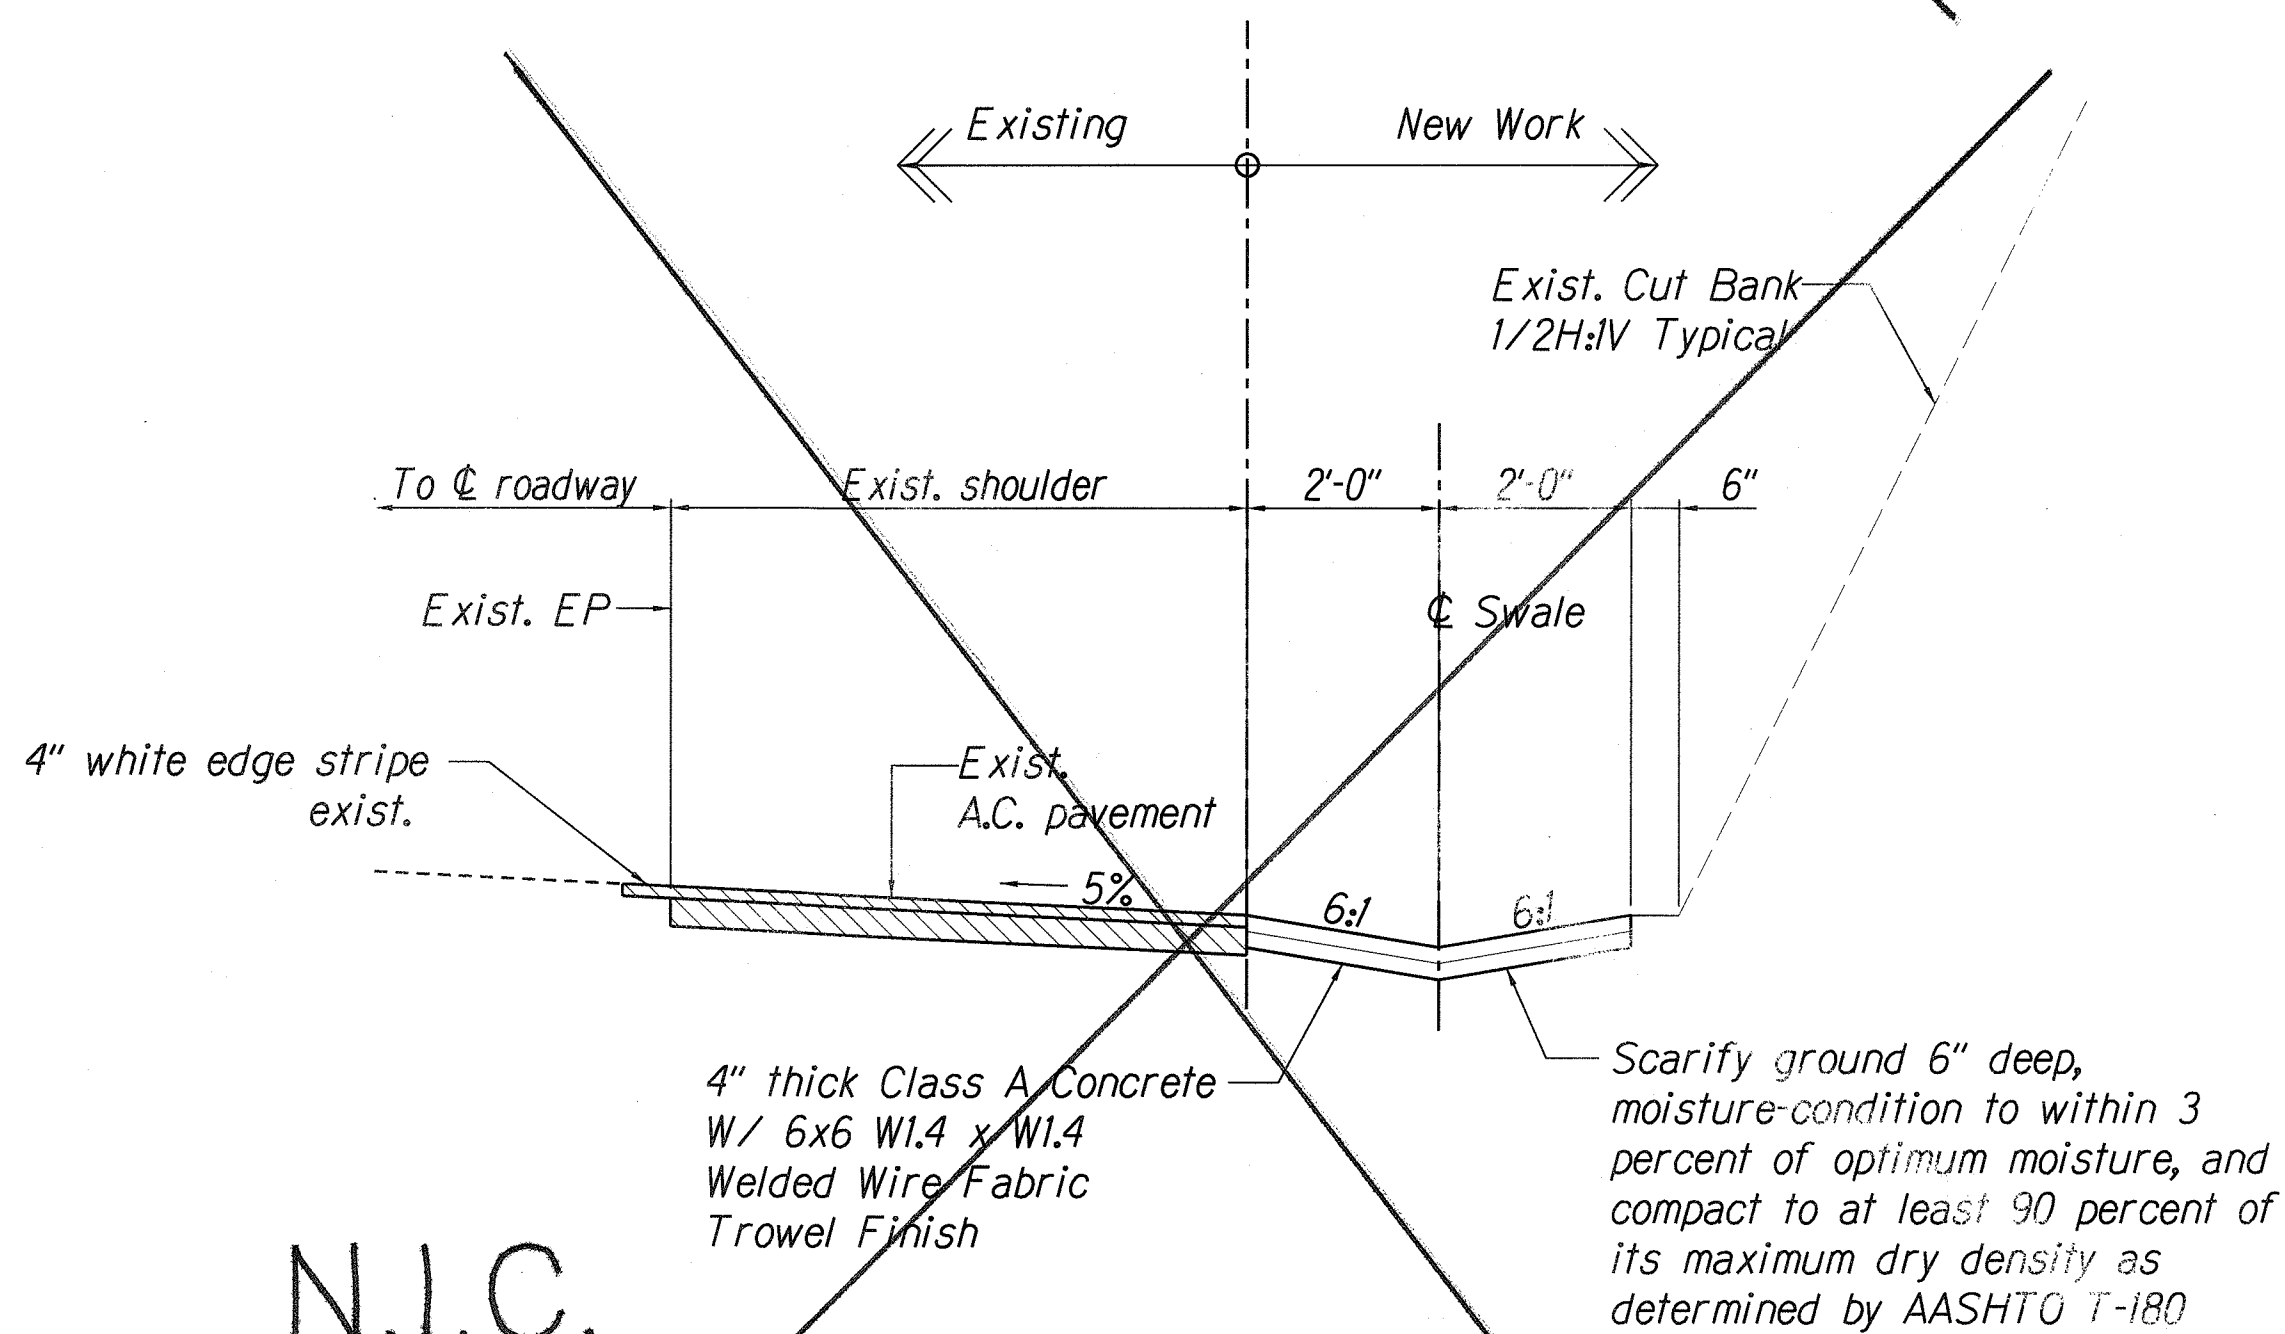 Existing
New Work
Exist. Cut Bank
1/2H:1V Typical
To ℄ roadway
Exist. shoulder
2'-0"
2'-0"
6"
Exist. EP
℄ Swale
4" white edge stripe
exist.
Exist.
A.C. pavement
5%
6:1
6:1
4" thick Class A Concrete
W/ 6x6 W1.4 x W1.4
Welded Wire Fabric
Trowel Finish
Scarify ground 6" deep,
moisture-condition to within 3
percent of optimum moisture, and
compact to at least 90 percent of
its maximum dry density as
determined by AASHTO T-180
N.I.C.